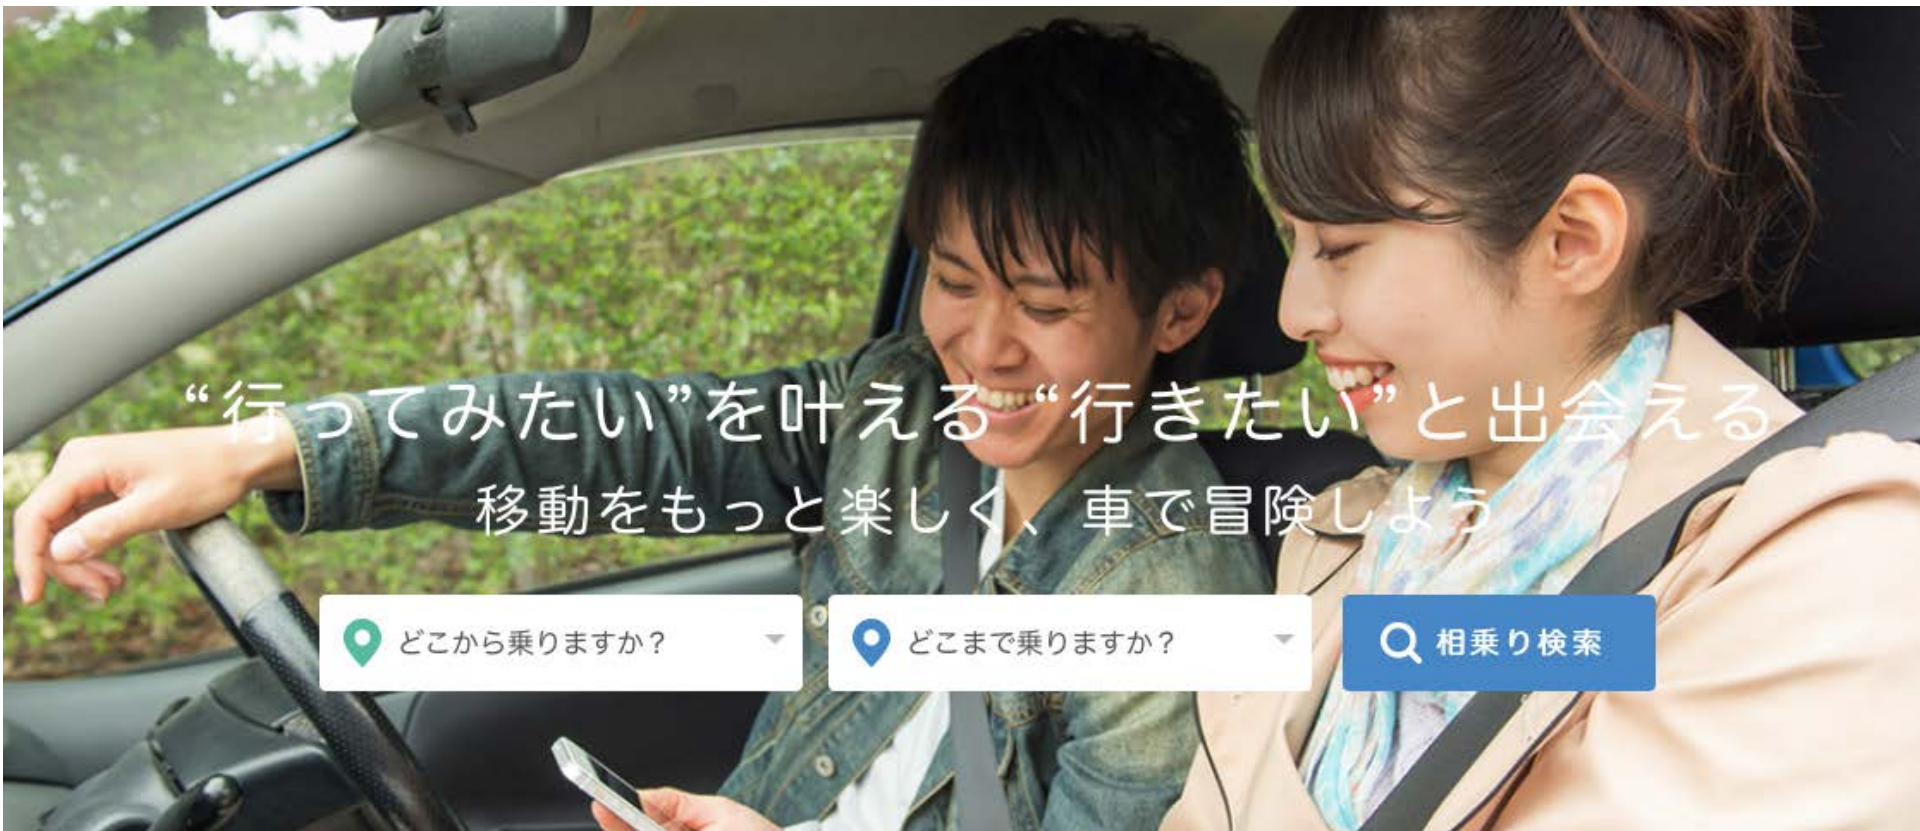 “行ってみたい”を叶える “行きたい”と出会える
移動をもっと楽しく、車で冒険しよう
どこから乗りますか？
どこまで乗りますか？
相乗り検索